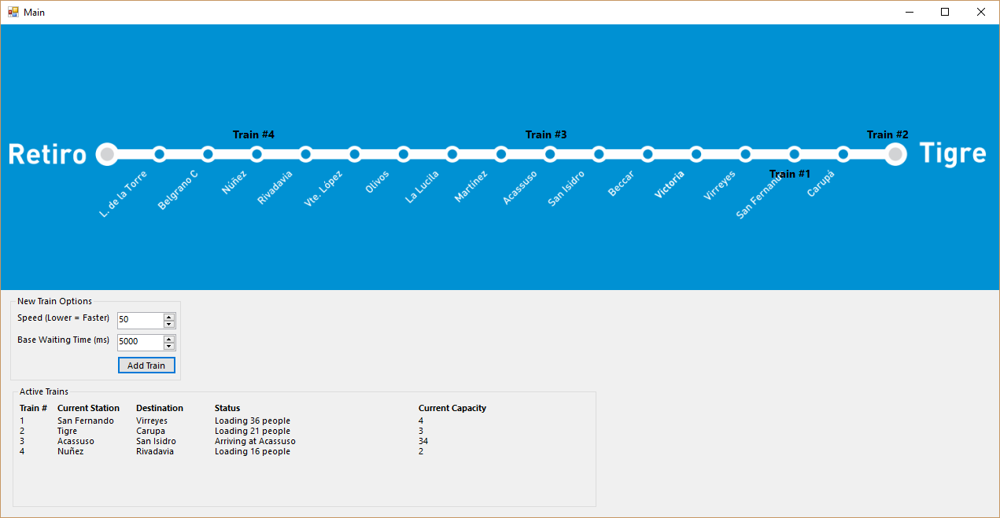 Main
Train #4
Train #3
Train #2
Retiro
Tigre
Train #1
L. de la Torre
Belgrano C
Núñez
Rivadavia
Vte. López
Olivos
La Lucila
Martínez
Acassuso
San Isidro
Beccar
Victoria
Virreyes
San Fernando
Carupá
New Train Options
Speed (Lower = Faster) 50
Base Waiting Time (ms) 5000
Add Train
Active Trains
Train # Current Station Destination Status Current Capacity
1 San Fernando Virreyes Loading 36 people 4
2 Tigre Carupa Loading 21 people 3
3 Acassuso San Isidro Arriving at Acassuso 34
4 Nuñez Rivadavia Loading 16 people 2